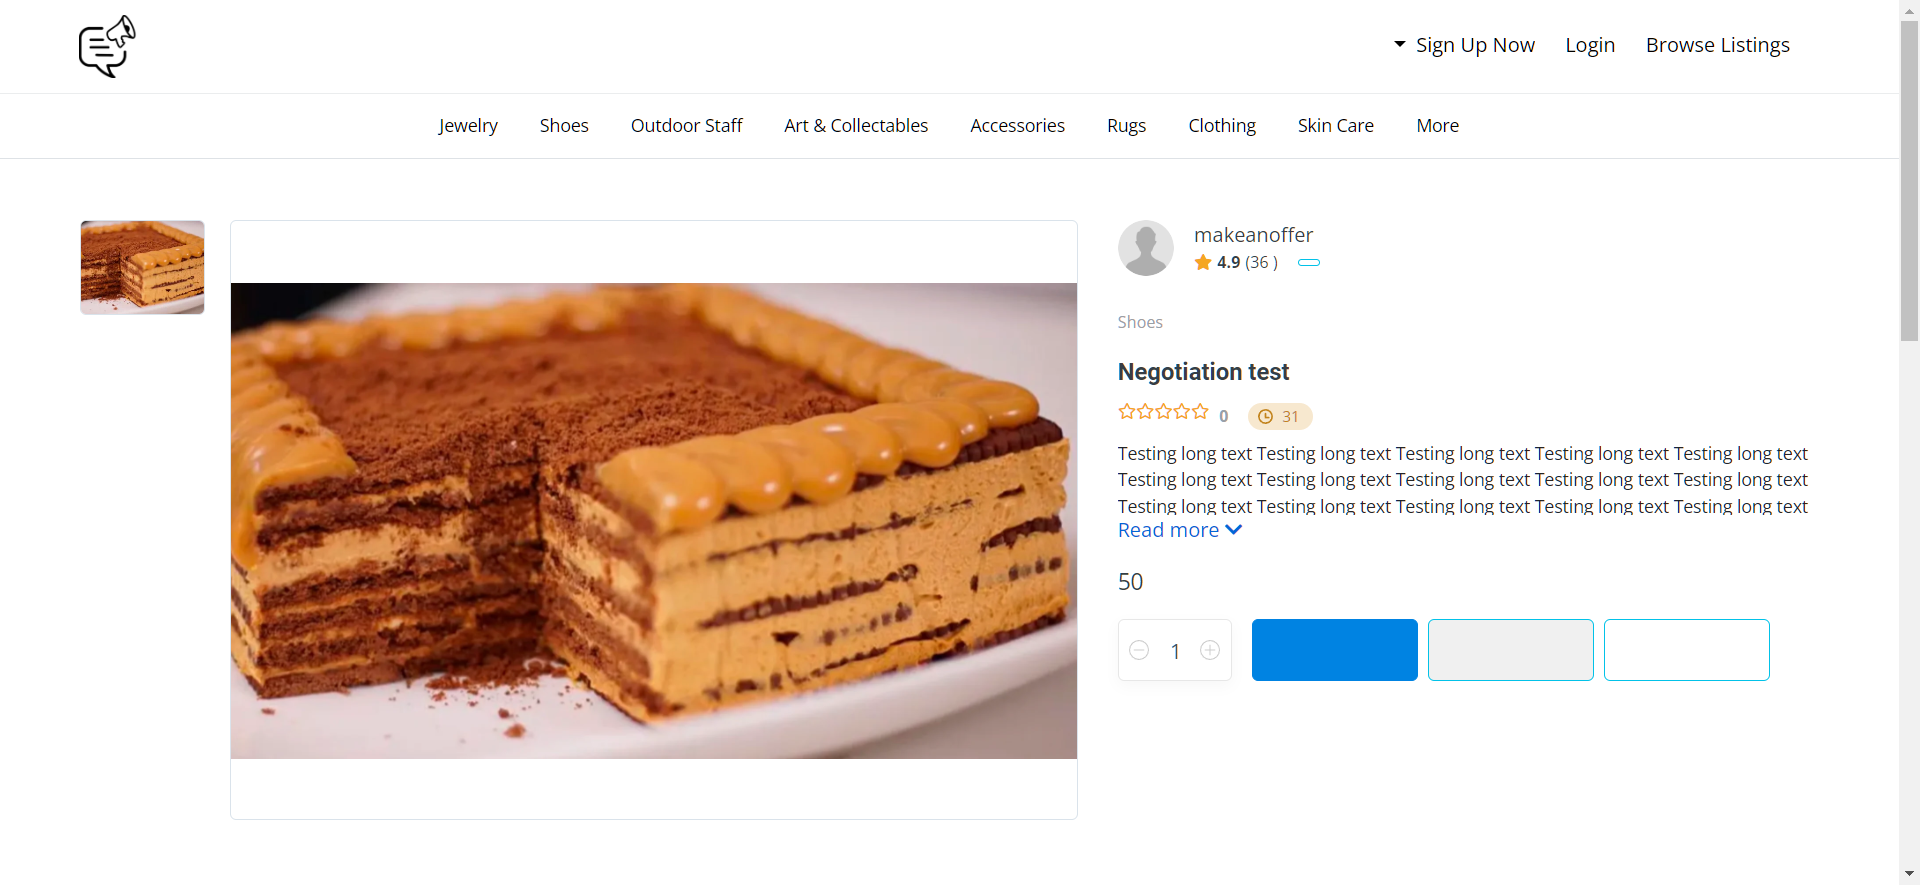 Sign Up Now Login Browse Listings
Jewelry Shoes Outdoor Staff Art & Collectables Accessories Rugs Clothing Skin Care More
makeanoffer
4.9 (36 )
Shoes
Negotiation test
0 31
Testing long text Testing long text Testing long text Testing long text Testing long text
Testing long text Testing long text Testing long text Testing long text Testing long text
Testing long text Testing long text Testing long text Testing long text Testing long text
Read more
50
1